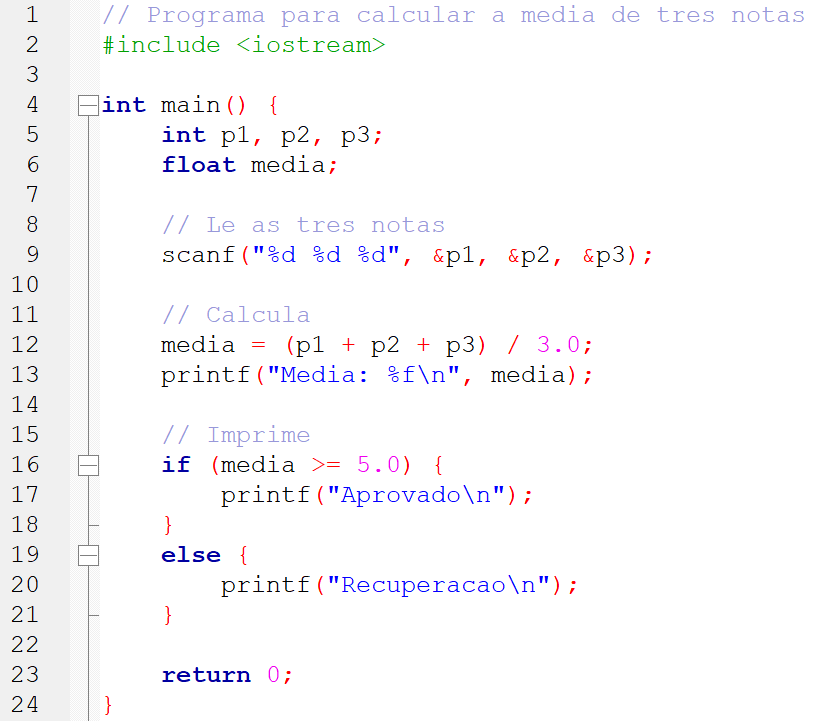 1 // Programa para calcular a media de tres notas
2 #include <iostream>
3
4 int main() {
5     int p1, p2, p3;
6     float media;
7
8     // Le as tres notas
9     scanf("%d %d %d", &p1, &p2, &p3);
10
11     // Calcula
12     media = (p1 + p2 + p3) / 3.0;
13     printf("Media: %f\n", media);
14
15     // Imprime
16     if (media >= 5.0) {
17         printf("Aprovado\n");
18     }
19     else {
20         printf("Recuperacao\n");
21     }
22
23     return 0;
24 }